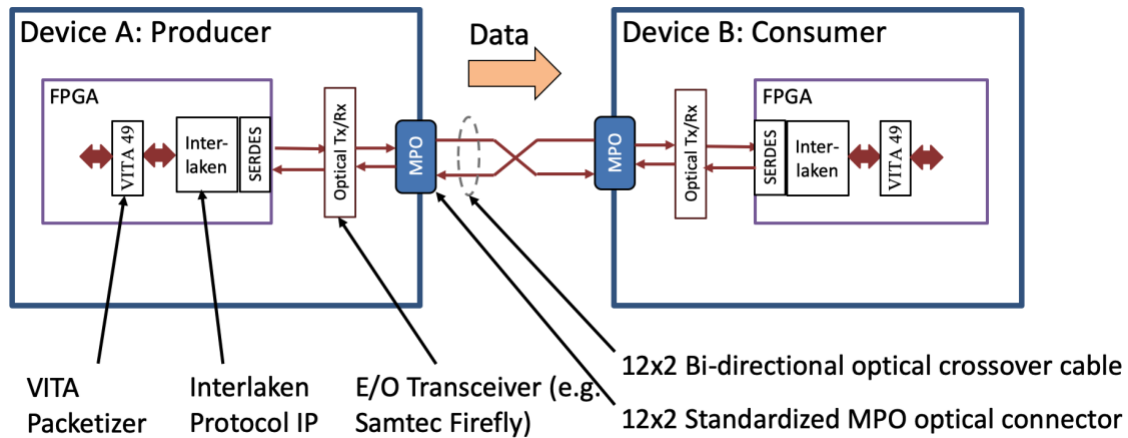 Device A: Producer
Data
Device B: Consumer
FPGA
VITA 49
Inter-
laken
SERDES
Optical Tx/Rx
MPO
MPO
Optical Tx/Rx
FPGA
SERDES
Inter-
laken
VITA 49
VITA
Packetizer
Interlaken
Protocol IP
E/O Transceiver (e.g.
Samtec Firefly)
12x2 Bi-directional optical crossover cable
12x2 Standardized MPO optical connector